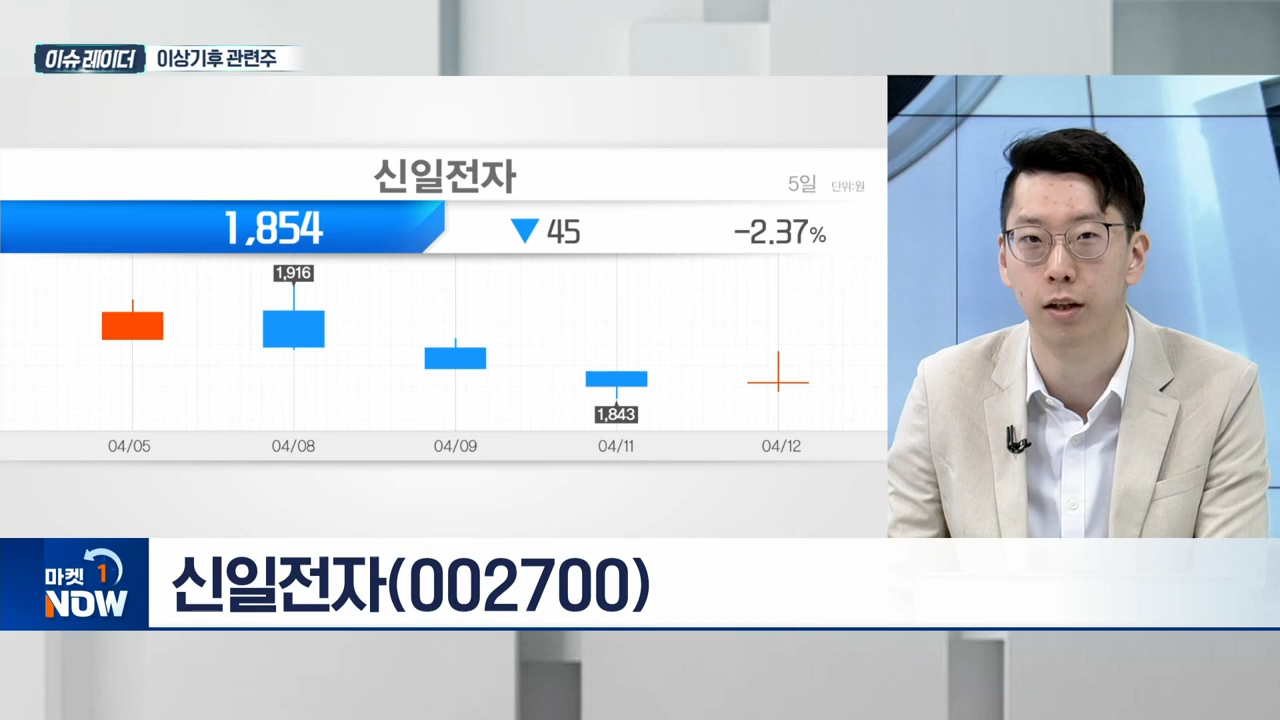 이슈레이더 이상기후 관련주
신일전자
5일 단위:원
1,854 ▼ 45 -2.37%
1,916
1,843
04/05 04/08 04/09 04/11 04/12
마켓 1
NOW
신일전자(002700)